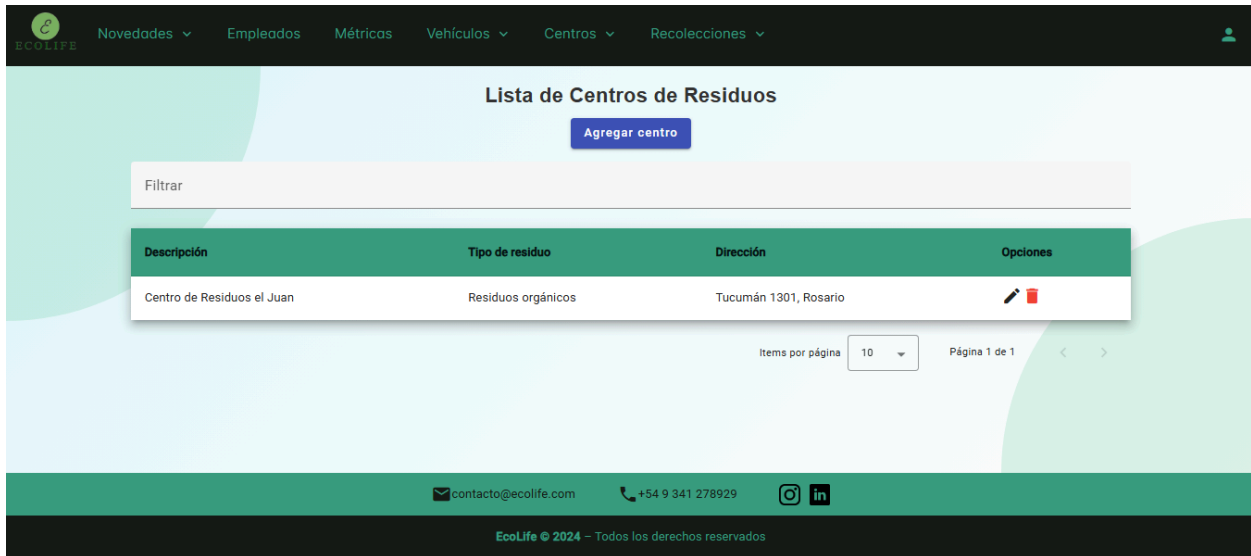 ℰ
ECOLIFE
Novedades Empleados Métricas Vehículos Centros Recolecciones
Lista de Centros de Residuos
Agregar centro
Filtrar
Descripción Tipo de residuo Dirección Opciones
Centro de Residuos el Juan Residuos orgánicos Tucumán 1301, Rosario
Items por página 10 Página 1 de 1
contacto@ecolife.com +54 9 341 278929 in
EcoLife © 2024 – Todos los derechos reservados